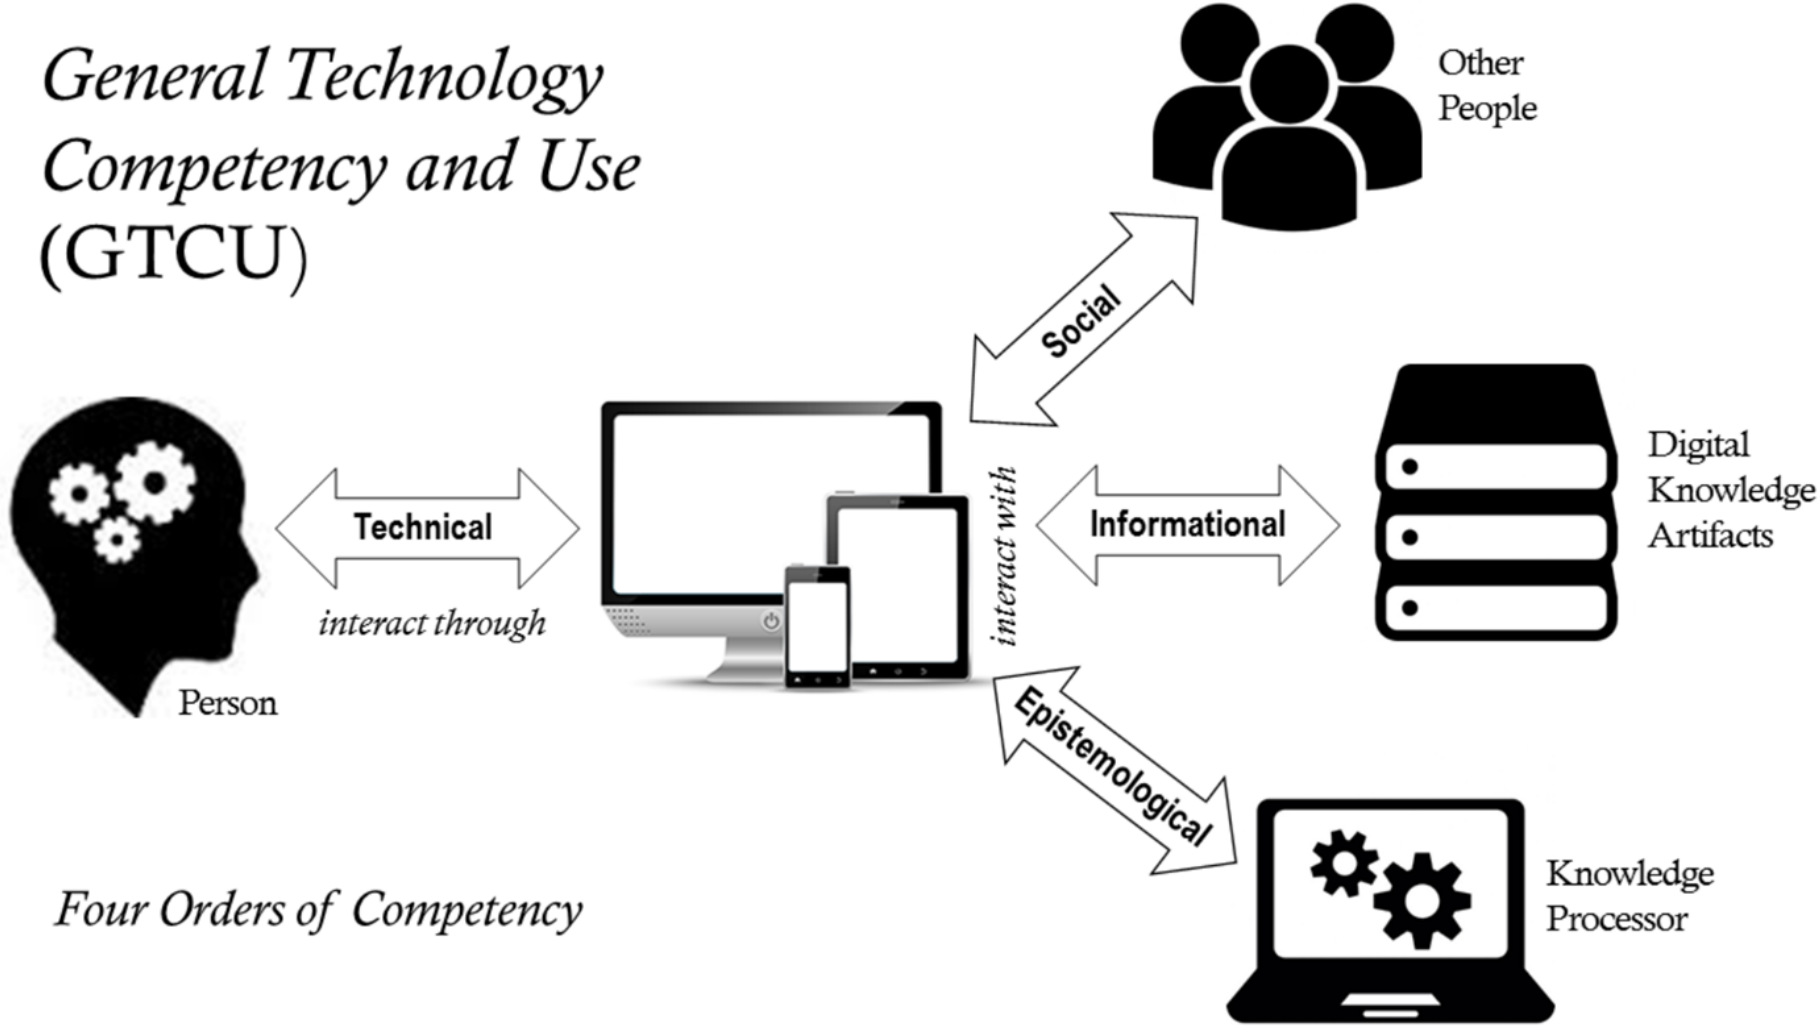 General Technology
Competency and Use
(GTCU)
Other
People
Social
Digital
Knowledge
Artifacts
Technical
interact through
interact with
Informational
Person
Epistemological
Knowledge
Processor
Four Orders of Competency